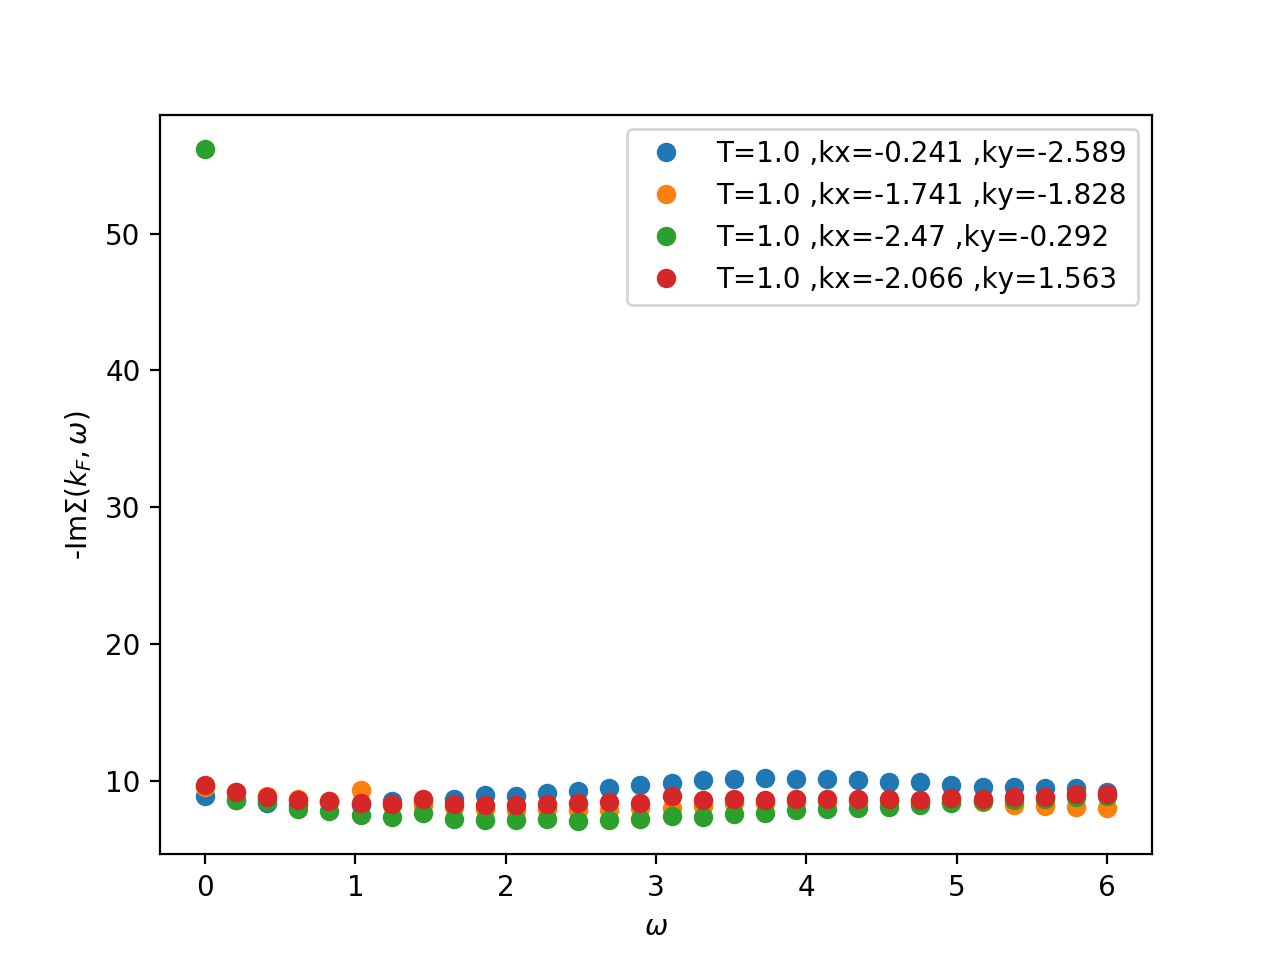 T=1.0 ,kx=-0.241 ,ky=-2.589
T=1.0 ,kx=-1.741 ,ky=-1.828
T=1.0 ,kx=-2.47 ,ky=-0.292
T=1.0 ,kx=-2.066 ,ky=1.563
50
40
30
20
10
-ImΣ(k_F, ω)
0 1 2 3 4 5 6
ω